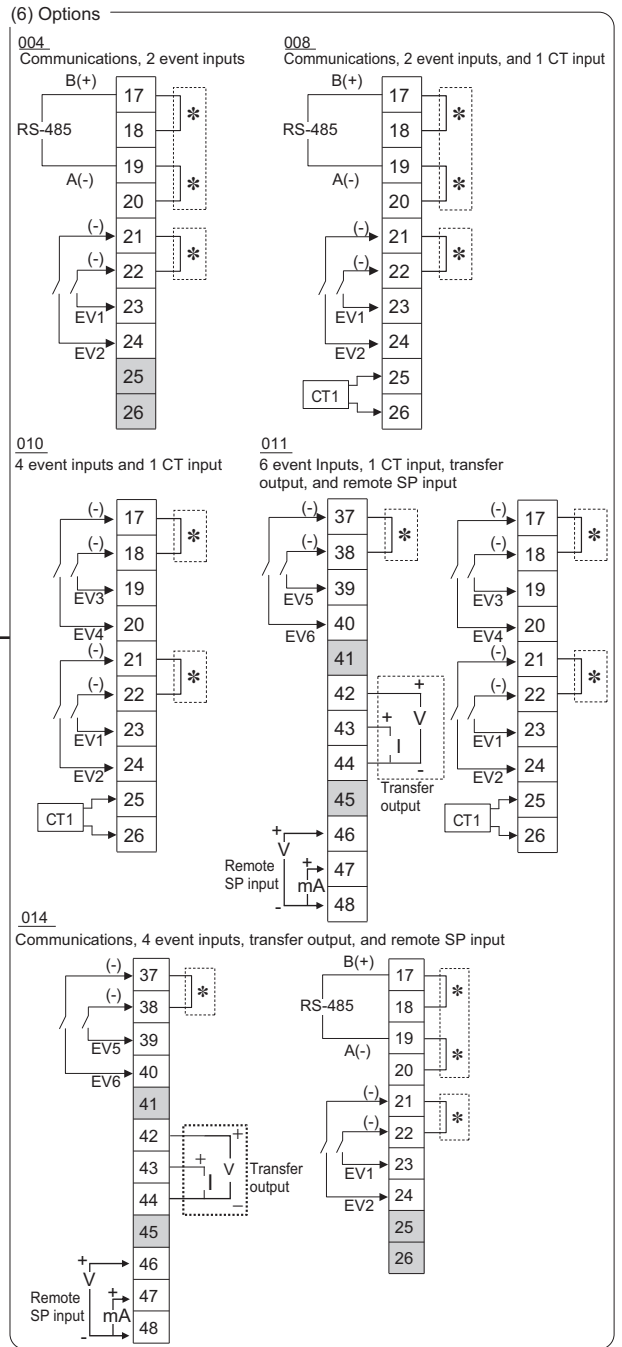 (6) Options
004
Communications, 2 event inputs
B(+)
RS-485
A(-)
17
18
19
20
21
22
23
24
25
26
*
*
*
(-)
(-)
EV1
EV2
008
Communications, 2 event inputs, and 1 CT input
B(+)
RS-485
A(-)
17
18
19
20
21
22
23
24
25
26
*
*
*
(-)
(-)
EV1
EV2
CT1
010
4 event inputs and 1 CT input
17
18
19
20
21
22
23
24
25
26
*
*
(-)
(-)
EV3
EV4
(-)
(-)
EV1
EV2
CT1
011
6 event Inputs, 1 CT input, transfer
output, and remote SP input
37
38
39
40
41
42
43
44
45
46
47
48
*
(-)
(-)
EV5
EV6
+
+
V
I
-
Transfer
output
+
V
+
mA
-
Remote
SP input
17
18
19
20
21
22
23
24
25
26
*
*
(-)
(-)
EV3
EV4
(-)
(-)
EV1
EV2
CT1
014
Communications, 4 event inputs, transfer output, and remote SP input
37
38
39
40
41
42
43
44
45
46
47
48
*
(-)
(-)
EV5
EV6
+
+
V
I
−
Transfer
output
+
V
+
mA
-
Remote
SP input
B(+)
RS-485
A(-)
17
18
19
20
21
22
23
24
25
26
*
*
*
(-)
(-)
EV1
EV2